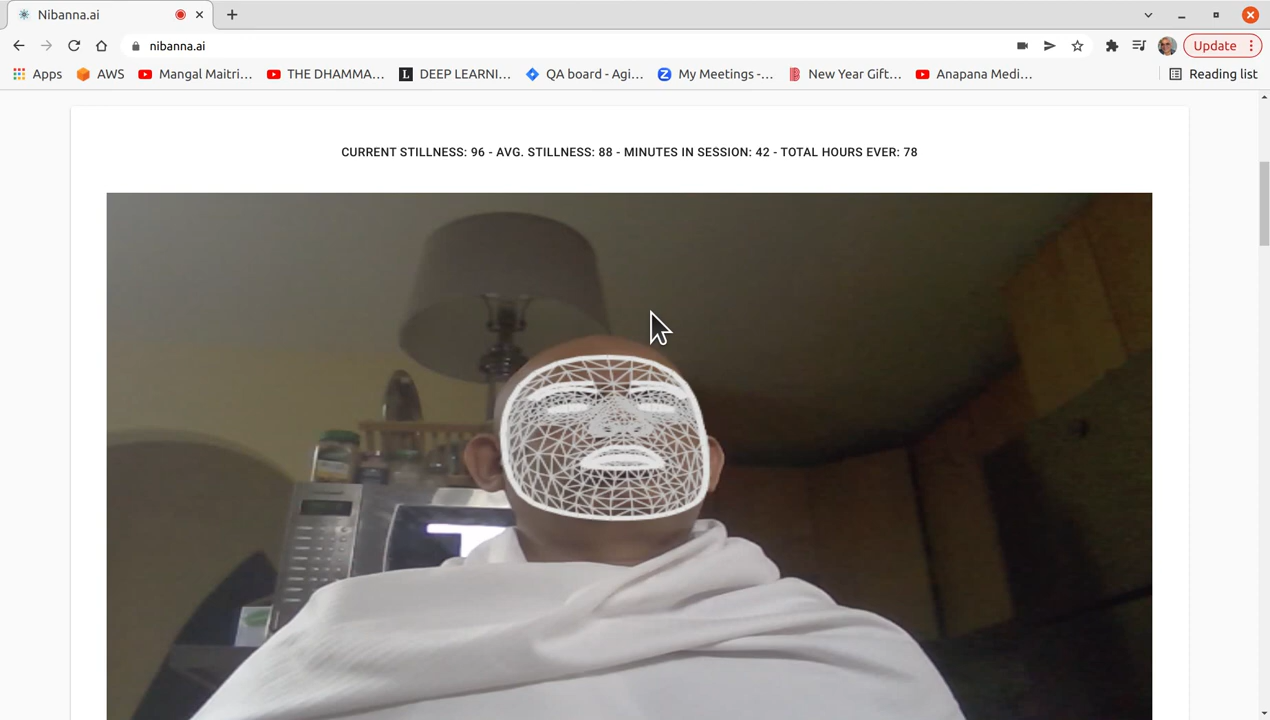 Nibanna.ai
nibanna.ai
Update
Apps AWS Mangal Maitri... THE DHAMMA... DEEP LEARNI... QA board - Agi... My Meetings -... New Year Gift... Anapana Medi... Reading list
CURRENT STILLNESS: 96 - AVG. STILLNESS: 88 - MINUTES IN SESSION: 42 - TOTAL HOURS EVER: 78